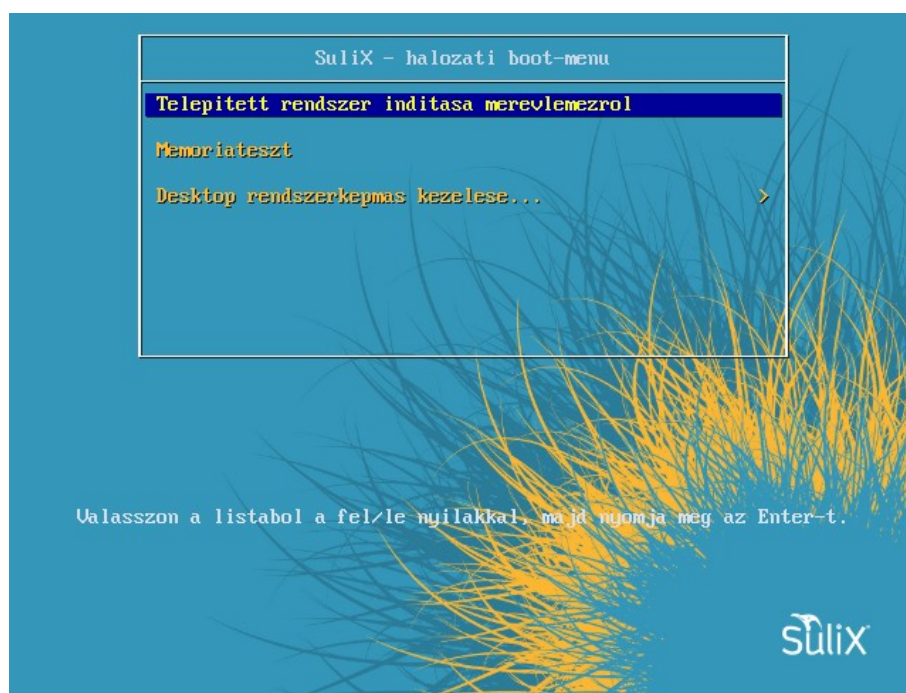 SuliX - halozati boot-menu
Telepitett rendszer inditasa merevlemezrol
Memoriateszt
Desktop rendszerkepmas kezelese... >
Valasszon a listabol a fel/le nyilakkal, majd nyomja meg az Enter-t.
sűliX